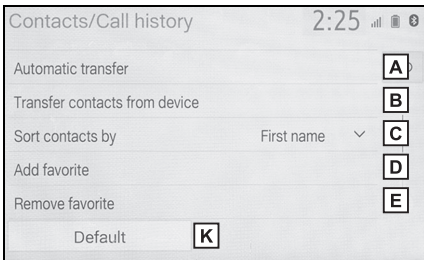 Contacts/Call history 2:25
Automatic transfer A
Transfer contacts from device B
Sort contacts by First name C
Add favorite D
Remove favorite E
Default K